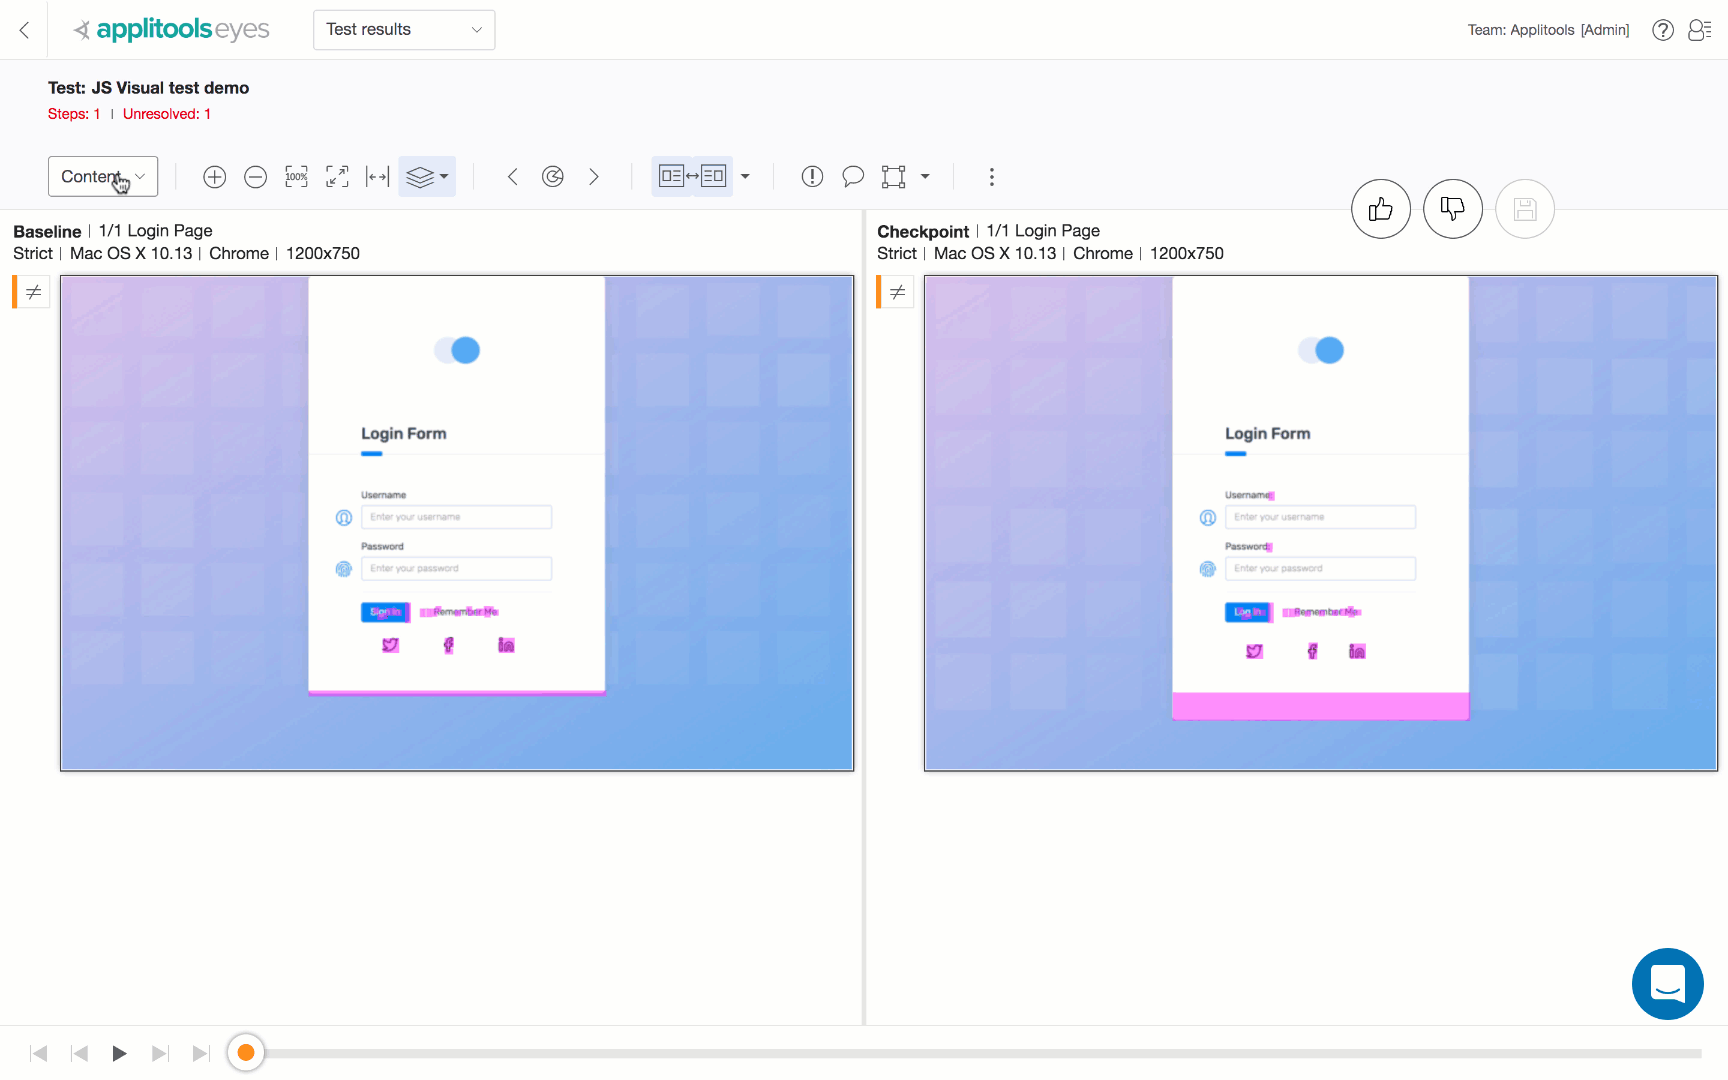 applitools eyes
Test results
Team: Applitools [Admin]
Test: JS Visual test demo
Steps: 1 | Unresolved: 1
Content
100%
Baseline | 1/1 Login Page
Strict | Mac OS X 10.13 | Chrome | 1200x750
Login Form
Username
Enter your username
Password
Enter your password
Sign in Remember Me
Checkpoint | 1/1 Login Page
Strict | Mac OS X 10.13 | Chrome | 1200x750
Login Form
Username:
Enter your username
Password:
Enter your password
Log In Remember Me